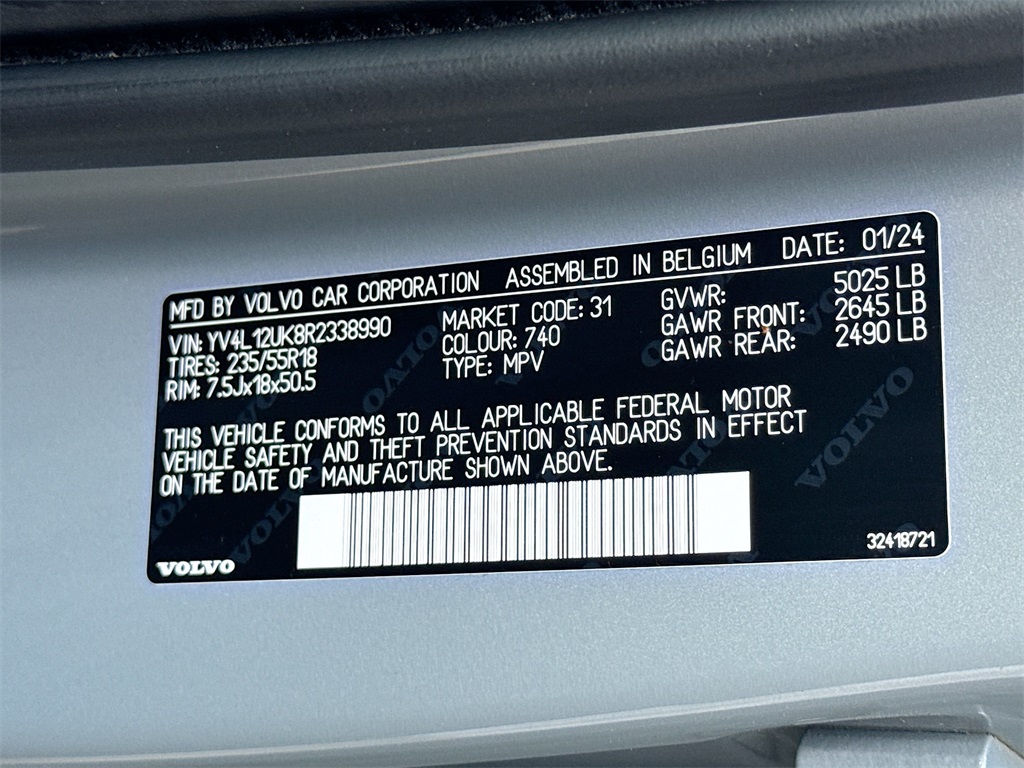 MFD BY VOLVO CAR CORPORATION ASSEMBLED IN BELGIUM DATE: 01/24
VIN: YV4L12UK8R2338990 MARKET CODE: 31 GVWR: 5025 LB
TIRES: 235/55R18 COLOUR: 740 GAWR FRONT: 2645 LB
RIM: 7.5Jx18x50.5 TYPE: MPV GAWR REAR: 2490 LB
THIS VEHICLE CONFORMS TO ALL APPLICABLE FEDERAL MOTOR
VEHICLE SAFETY AND THEFT PREVENTION STANDARDS IN EFFECT
ON THE DATE OF MANUFACTURE SHOWN ABOVE.
VOLVO 32418721